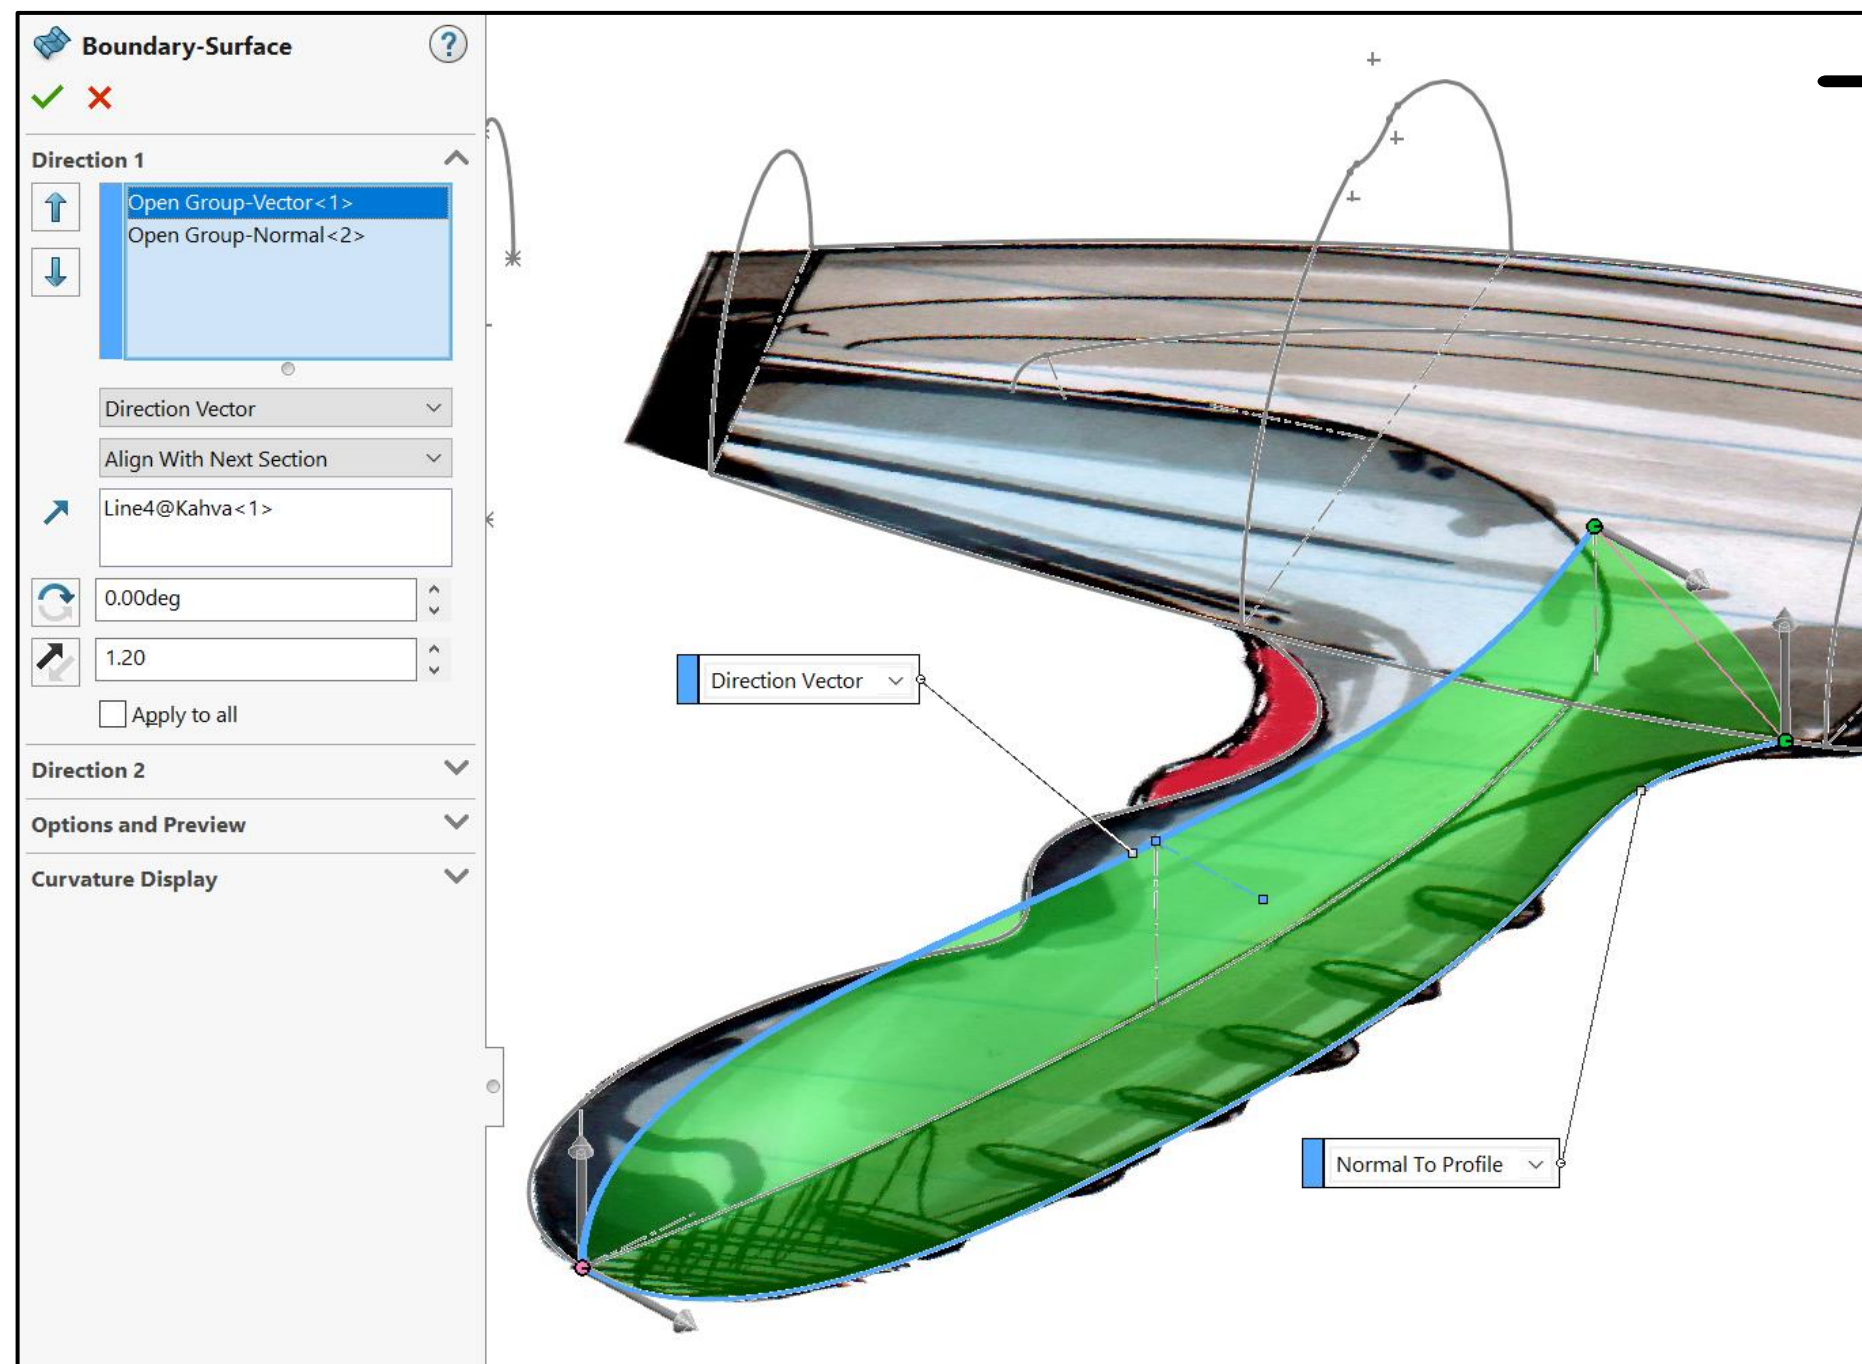 Boundary-Surface
?
Direction 1
Open Group-Vector<1>
Open Group-Normal<2>
Direction Vector
Align With Next Section
Line4@Kahva<1>
0.00deg
1.20
Apply to all
Direction 2
Options and Preview
Curvature Display
Direction Vector
Normal To Profile